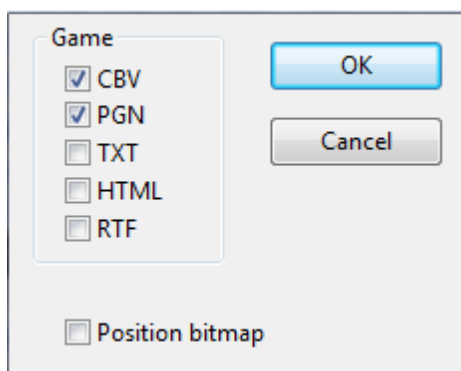 Game
CBV
PGN
TXT
HTML
RTF
OK
Cancel
Position bitmap